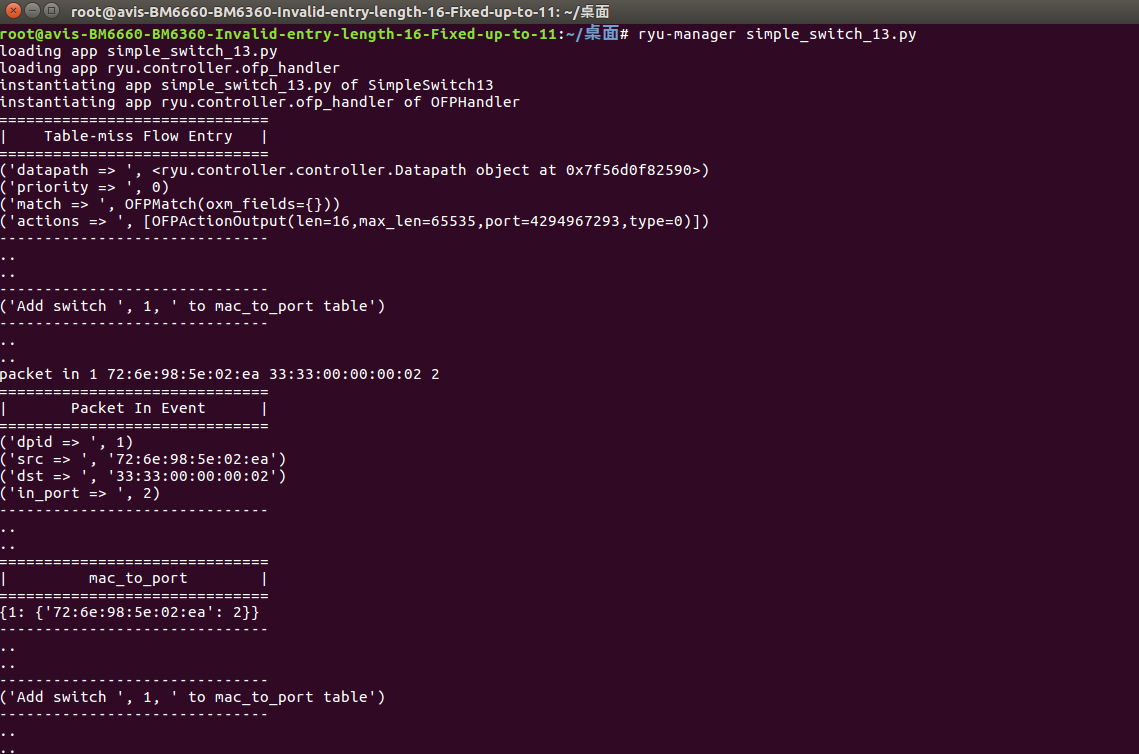 root@avis-BM6660-BM6360-Invalid-entry-length-16-Fixed-up-to-11: ~/桌面
root@avis-BM6660-BM6360-Invalid-entry-length-16-Fixed-up-to-11:~/桌面# ryu-manager simple_switch_13.py
loading app simple_switch_13.py
loading app ryu.controller.ofp_handler
instantiating app simple_switch_13.py of SimpleSwitch13
instantiating app ryu.controller.ofp_handler of OFPHandler
==============================
|    Table-miss Flow Entry   |
==============================
('datapath => ', <ryu.controller.controller.Datapath object at 0x7f56d0f82590>)
('priority => ', 0)
('match => ', OFPMatch(oxm_fields={}))
('actions => ', [OFPActionOutput(len=16,max_len=65535,port=4294967293,type=0)])
------------------------------
..
..
------------------------------
('Add switch ', 1, ' to mac_to_port table')
------------------------------
..
..
packet in 1 72:6e:98:5e:02:ea 33:33:00:00:00:02 2
==============================
|       Packet In Event      |
==============================
('dpid => ', 1)
('src => ', '72:6e:98:5e:02:ea')
('dst => ', '33:33:00:00:00:02')
('in_port => ', 2)
------------------------------
..
..
==============================
|         mac_to_port        |
==============================
{1: {'72:6e:98:5e:02:ea': 2}}
------------------------------
..
..
------------------------------
('Add switch ', 1, ' to mac_to_port table')
------------------------------
..
..